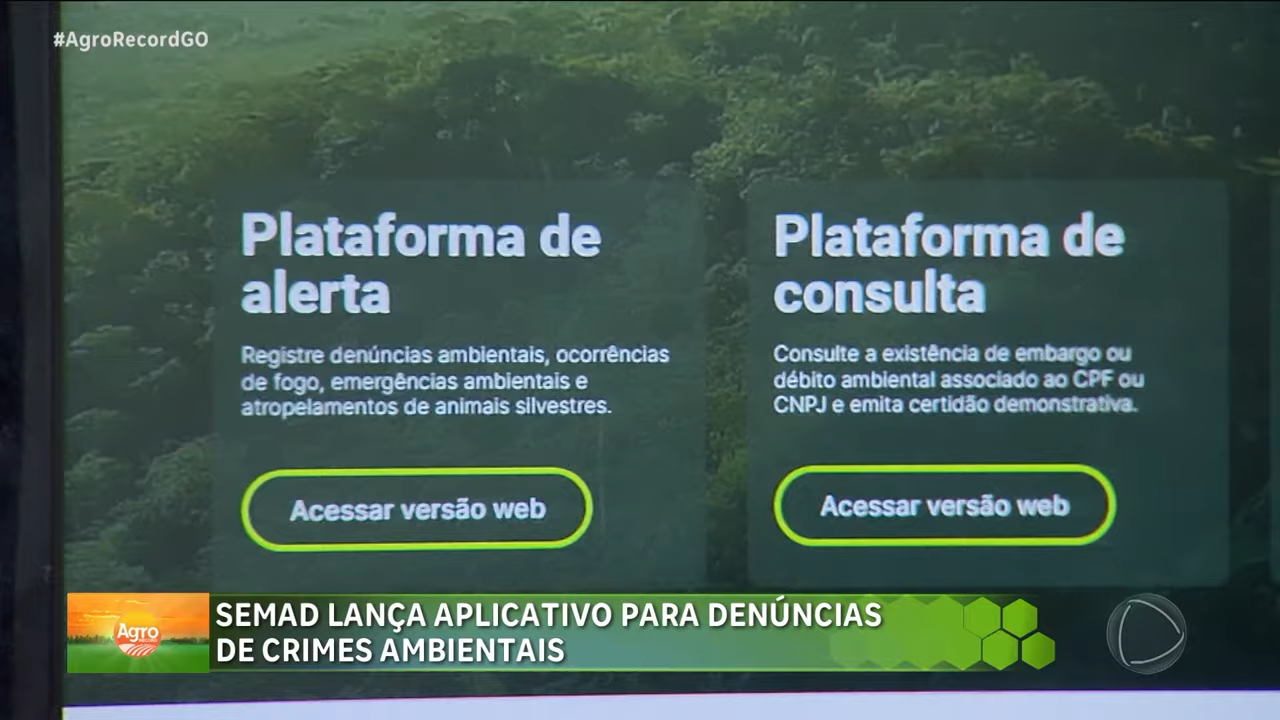 #AgroRecordGO
Plataforma de
alerta
Registre denúncias ambientais, ocorrências
de fogo, emergências ambientais e
atropelamentos de animais silvestres.
Acessar versão web
Plataforma de
consulta
Consulte a existência de embargo ou
débito ambiental associado ao CPF ou
CNPJ e emita certidão demonstrativa.
Acessar versão web
Agro
SEMAD LANÇA APLICATIVO PARA DENÚNCIAS
DE CRIMES AMBIENTAIS